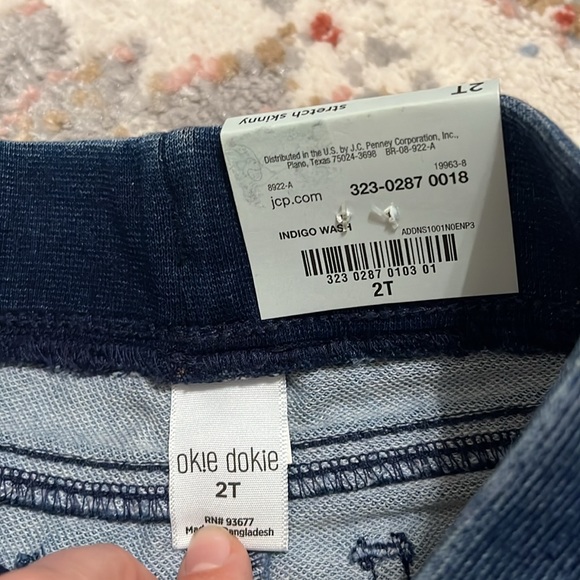 2T
stretch skinny
Distributed in the U.S. by J.C. Penney Corporation, Inc.,
Plano, Texas 75024-3698 BR-08-922-A
8922-A 19963-8
jcp.com 323-0287 0018
INDIGO WASH ADDNS1001N0ENP3
323 0287 0103 01
2T
okie dokie
2T
RN# 93677
Bangladesh